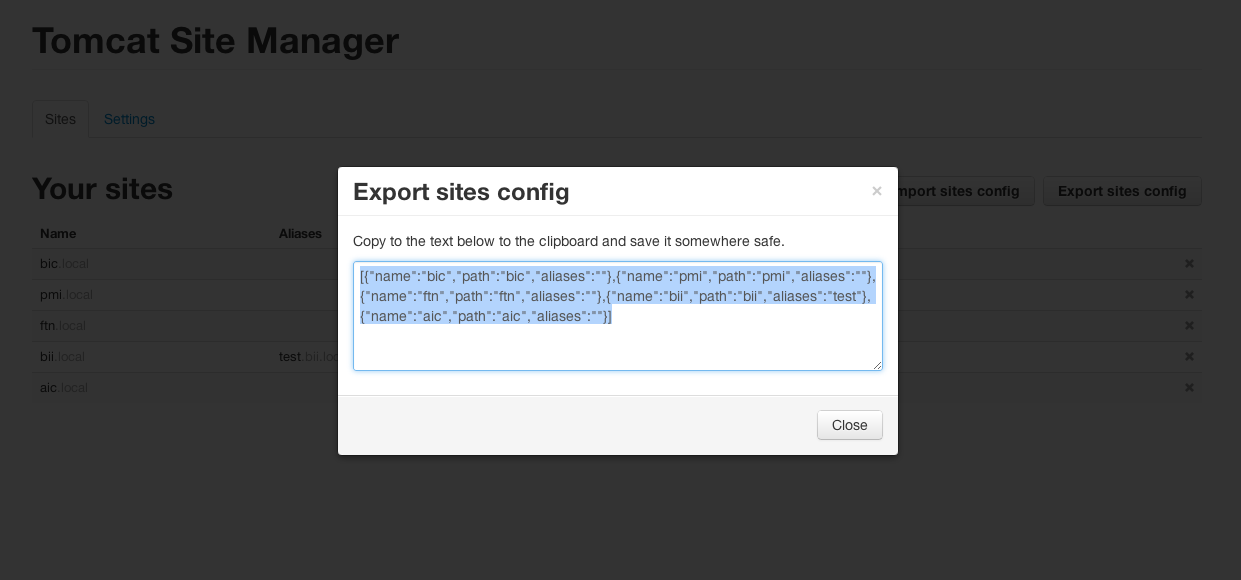 Tomcat Site Manager
Sites Settings
Your sites
Export sites config
×
mport sites config
Export sites config
Name Aliases
Copy to the text below to the clipboard and save it somewhere safe.
bic.local
pmi.local
ftn.local
bii.local test.bii.loc
aic.local
[{"name":"bic","path":"bic","aliases":""},{"name":"pmi","path":"pmi","aliases":""},
{"name":"ftn","path":"ftn","aliases":""},{"name":"bii","path":"bii","aliases":"test"},
{"name":"aic","path":"aic","aliases":""}]
Close